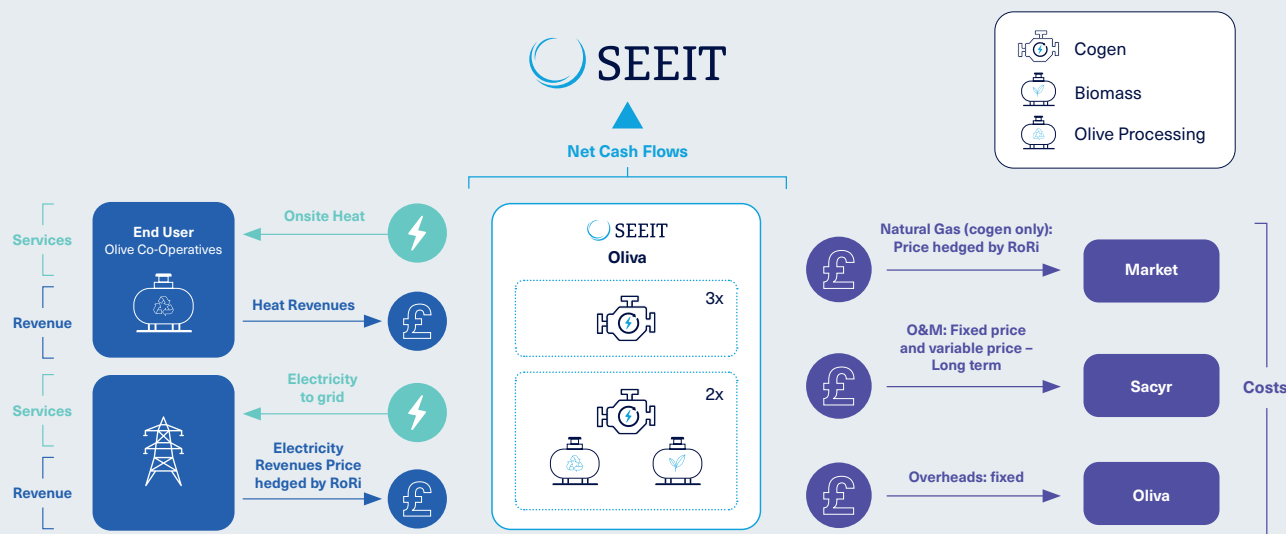 SEEIT
Net Cash Flows
Cogen
Biomass
Olive Processing
Services
Revenue
Services
Revenue
End User
Olive Co-Operatives
Onsite Heat
Heat Revenues
Electricity
to grid
Electricity
Revenues Price
hedged by RoRi
SEEIT
Oliva
3x
2x
Natural Gas (cogen only):
Price hedged by RoRi
Market
O&M: Fixed price
and variable price –
Long term
Sacyr
Overheads: fixed
Oliva
Costs
£
£
£
£
£